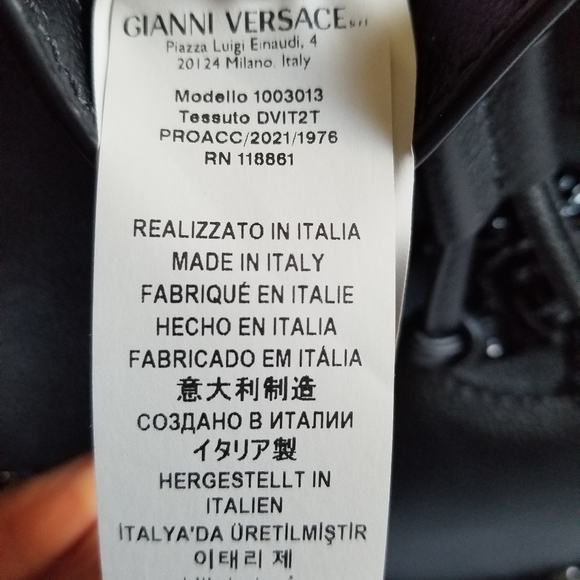 GIANNI VERSACE s.r.l.
Piazza Luigi Einaudi, 4
20124 Milano, Italy
Modello 1003013
Tessuto DVIT2T
PROACC/2021/1976
RN 118861
REALIZZATO IN ITALIA
MADE IN ITALY
FABRIQUÉ EN ITALIE
HECHO EN ITALIA
FABRICADO EM ITÁLIA
意大利制造
СОЗДАНО В ИТАЛИИ
イタリア製
HERGESTELLT IN
ITALIEN
İTALYA'DA ÜRETİLMİŞTİR
이태리 제